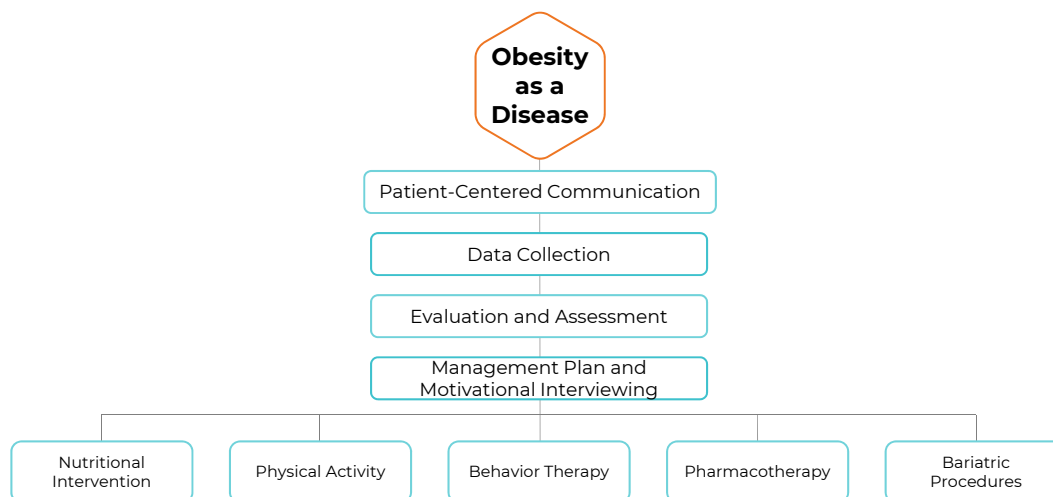 Obesity
as a
Disease
Patient-Centered Communication
Data Collection
Evaluation and Assessment
Management Plan and
Motivational Interviewing
Nutritional
Intervention
Physical Activity
Behavior Therapy
Pharmacotherapy
Bariatric
Procedures